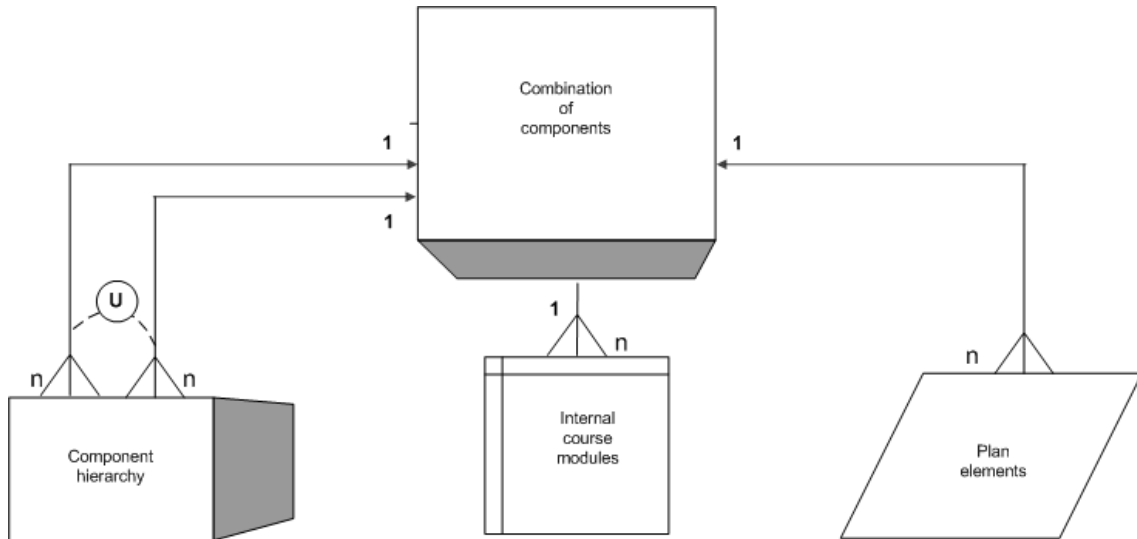 Combination
of
components
1
1
1
U
1
n
n
n
n
Component
hierarchy
Internal
course
modules
Plan
elements